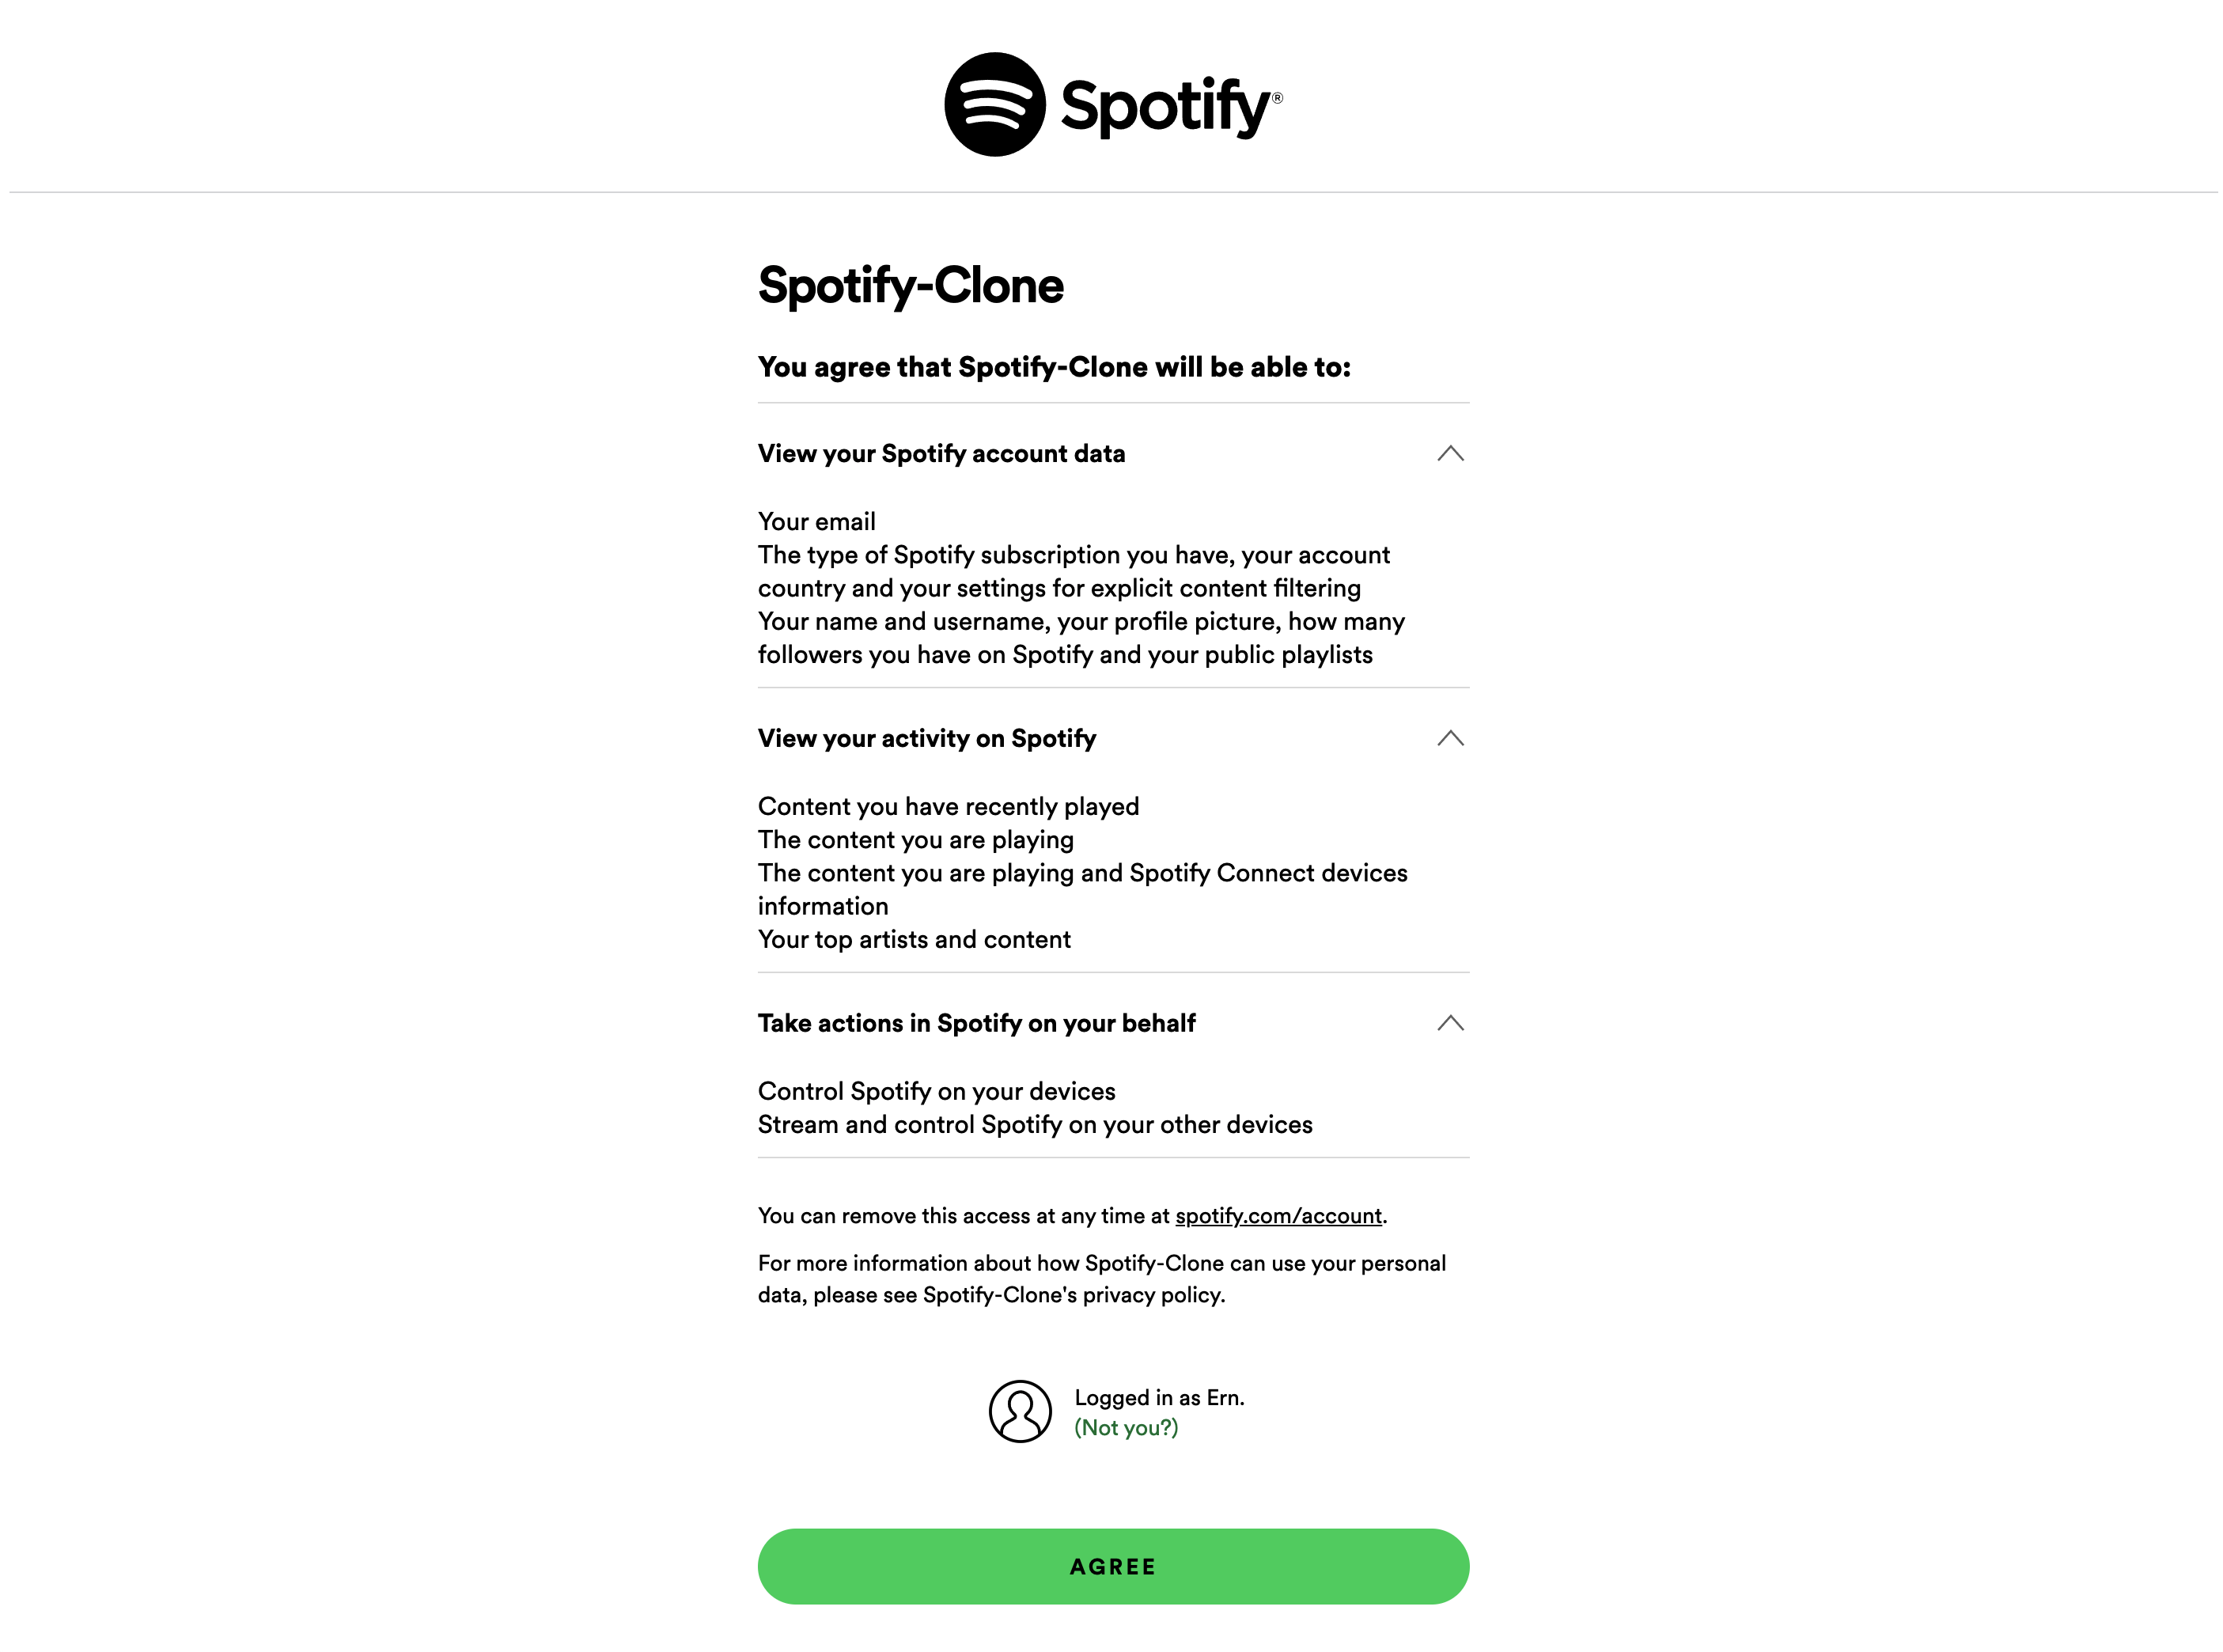 Spotify®
Spotify-Clone
You agree that Spotify-Clone will be able to:
View your Spotify account data
Your email
The type of Spotify subscription you have, your account
country and your settings for explicit content filtering
Your name and username, your profile picture, how many
followers you have on Spotify and your public playlists
View your activity on Spotify
Content you have recently played
The content you are playing
The content you are playing and Spotify Connect devices
information
Your top artists and content
Take actions in Spotify on your behalf
Control Spotify on your devices
Stream and control Spotify on your other devices
You can remove this access at any time at spotify.com/account.
For more information about how Spotify-Clone can use your personal
data, please see Spotify-Clone's privacy policy.
Logged in as Ern.
(Not you?)
AGREE